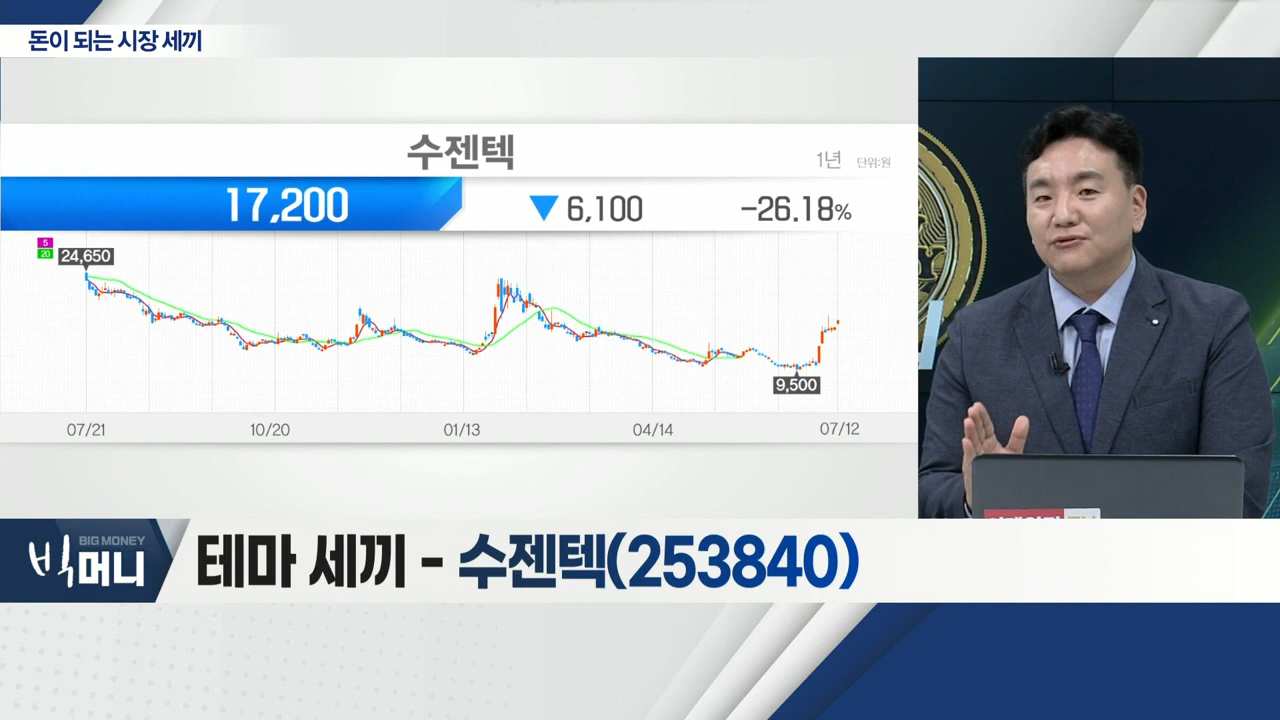 돈이 되는 시장 세끼
수젠텍
1년 단위:원
17,200 ▼ 6,100 -26.18%
5
20
24,650
9,500
07/21 10/20 01/13 04/14 07/12
BIG MONEY
빅머니
테마 세끼 - 수젠텍(253840)